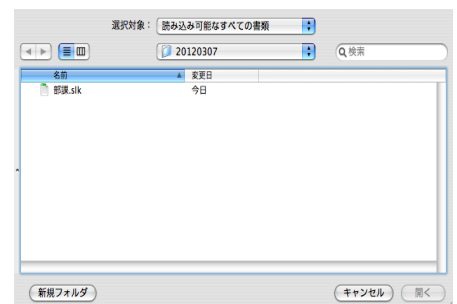 選択対象： 読み込み可能なすべての書類
20120307 検索
名前 変更日
部課.slk 今日
新規フォルダ キャンセル 開く